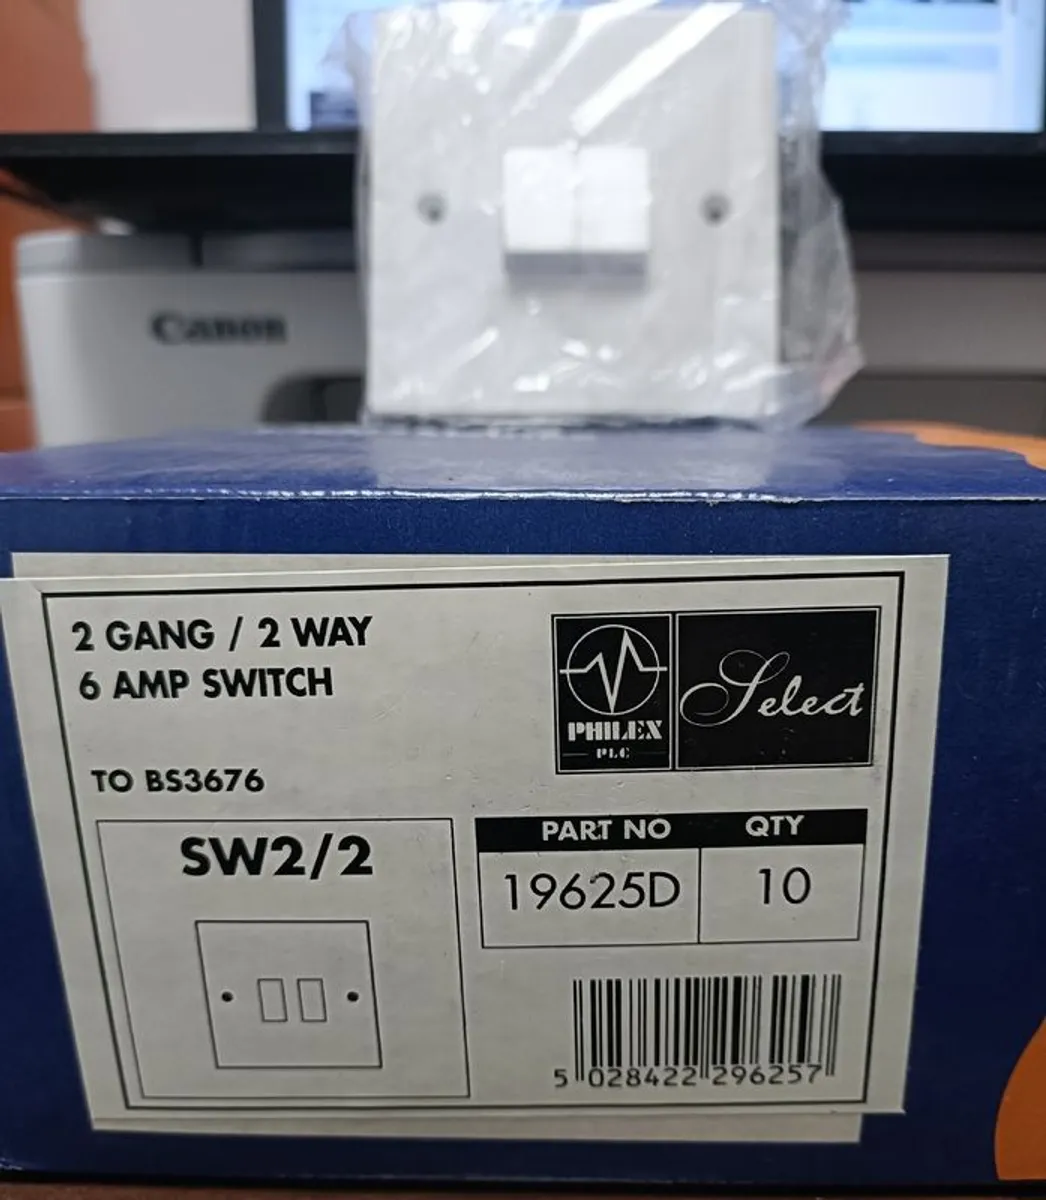 Canon
2 GANG / 2 WAY
6 AMP SWITCH
PHILEX
PLC
Select
TO BS3676
SW2/2
PART NO QTY
19625D 10
5 028422 296257